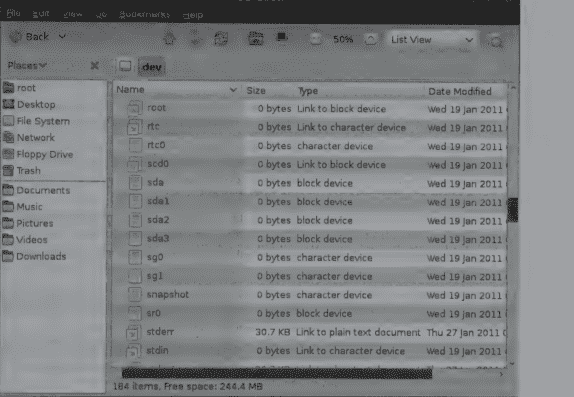 File Edit View Go Bookmarks Help
Back 50% List View
Places dev
Name Size Type Date Modified
root
Desktop
File System
Network
Floppy Drive
Trash
Documents
Music
Pictures
Videos
Downloads
root 0 bytes Link to block device Wed 19 Jan 2011
rtc 0 bytes Link to character device Wed 19 Jan 2011
rtc0 0 bytes character device Wed 19 Jan 2011
scd0 0 bytes Link to block device Wed 19 Jan 2011
sda 0 bytes block device Wed 19 Jan 2011
sda1 0 bytes block device Wed 19 Jan 2011
sda2 0 bytes block device Wed 19 Jan 2011
sda3 0 bytes block device Wed 19 Jan 2011
sg0 0 bytes character device Wed 19 Jan 2011
sg1 0 bytes character device Wed 19 Jan 2011
snapshot 0 bytes character device Wed 19 Jan 2011
sr0 0 bytes block device Wed 19 Jan 2011
stderr 30.7 KB Link to plain text document Thu 27 Jan 2011
stdin 0 bytes Link to character device Wed 19 Jan 2011
164 items, Free space: 244.4 MB